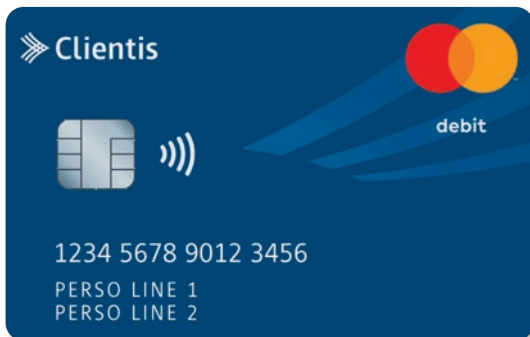 Clientis
debit
1234 5678 9012 3456
PERSO LINE 1
PERSO LINE 2